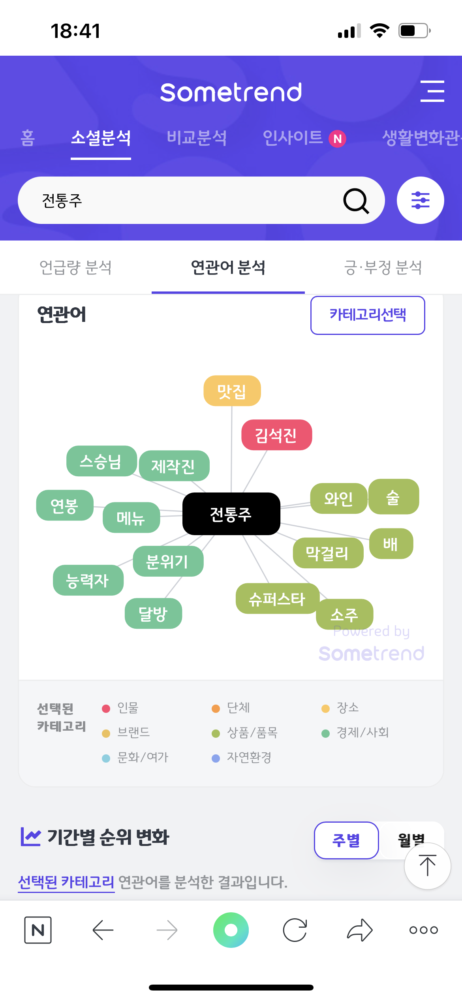 18:41
Sometrend
홈 소셜분석 비교분석 인사이트 N 생활변화관
전통주
언급량 분석 연관어 분석 긍·부정 분석
연관어 카테고리선택
맛집
김석진
스승님 제작진
와인 술
연봉 메뉴 전통주
배
막걸리
분위기
능력자
슈퍼스타
달방 소주
Powered by
Sometrend
선택된
카테고리
인물 단체 장소
브랜드 상품/품목 경제/사회
문화/여가 자연환경
기간별 순위 변화 주별 월별
선택된 카테고리 연관어를 분석한 결과입니다.
N